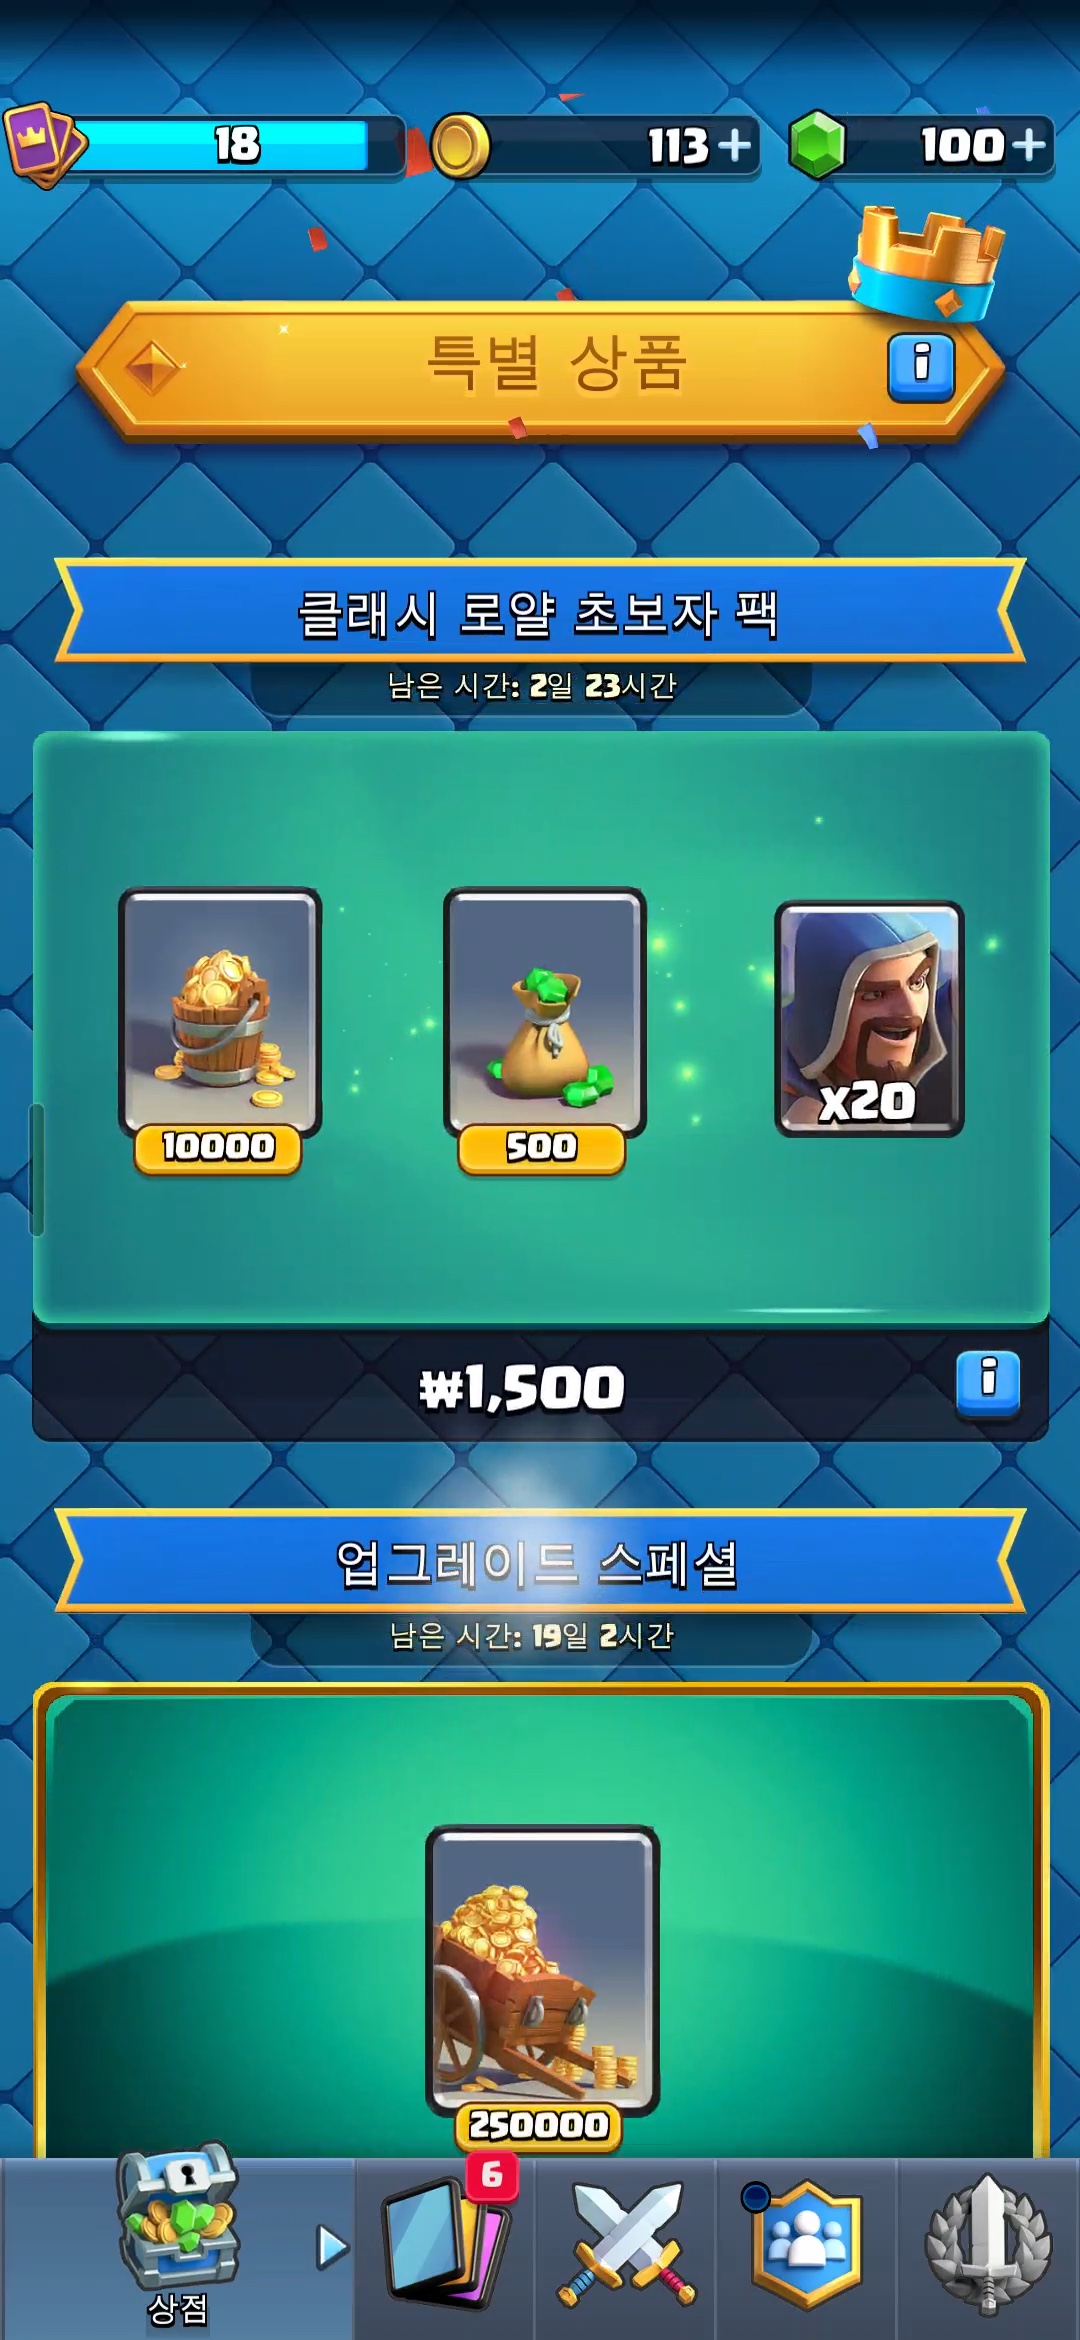 18
113
100
특별 상품
클래시 로얄 초보자 팩
남은 시간: 2일 23시간
10000
500
x20
₩1,500
업그레이드 스페셜
남은 시간: 19일 2시간
250000
6
상점